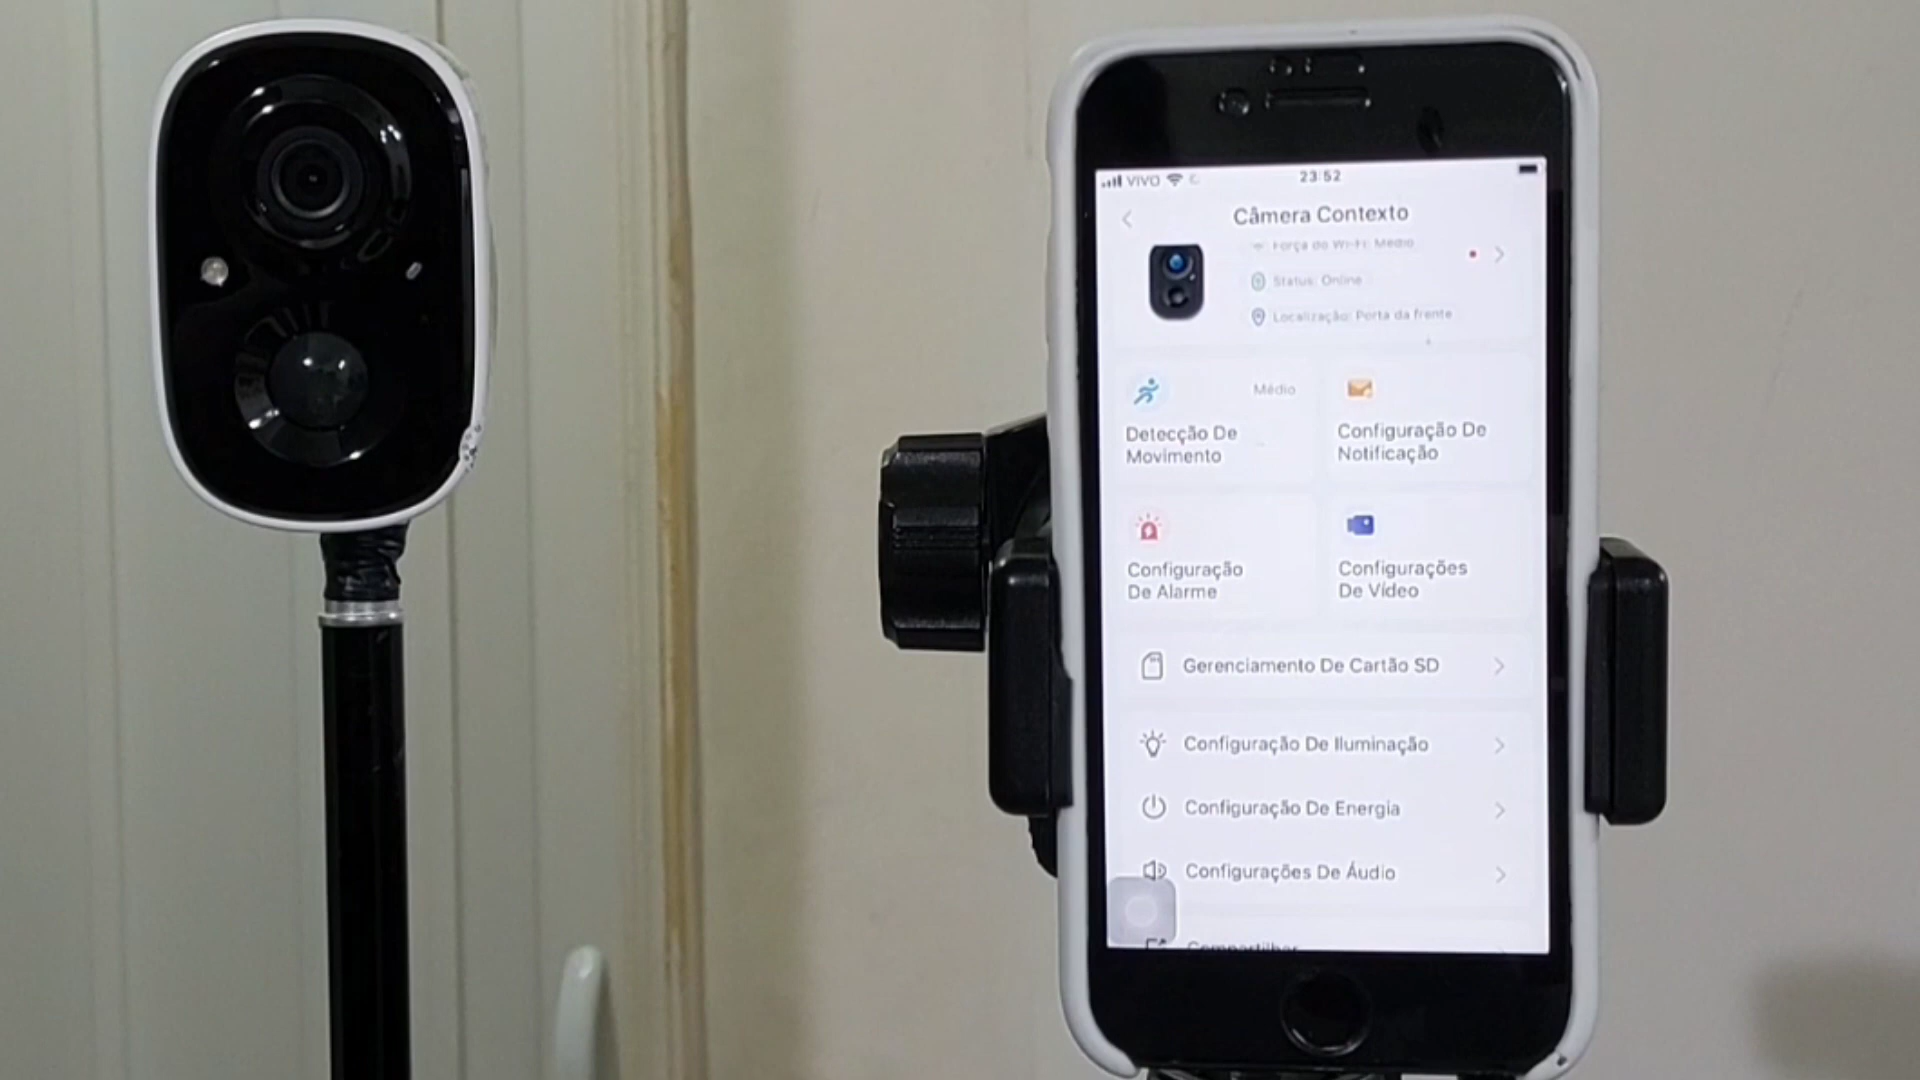 VIVO
23:52
Câmera Contexto
Força do Wi-Fi: Médio
Status: Online
Localização: Porta da frente
Médio
Detecção De
Movimento
Configuração De
Notificação
Configuração
De Alarme
Configurações
De Vídeo
Gerenciamento De Cartão SD
Configuração De Iluminação
Configuração De Energia
Configurações De Áudio
Compartilhar